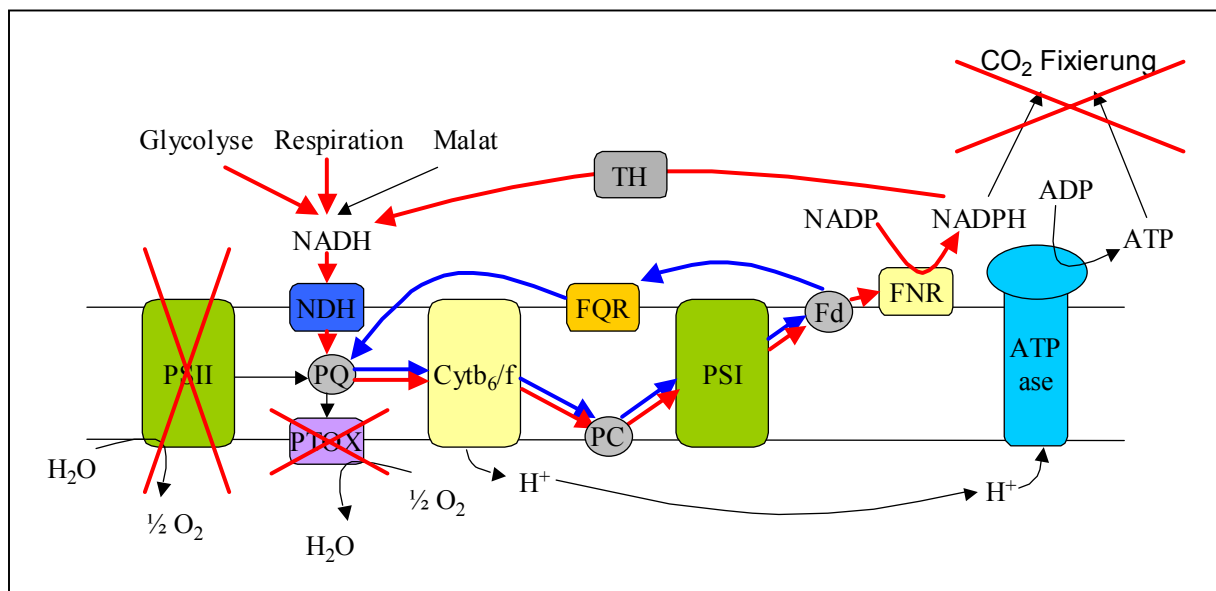 CO₂ Fixierung
Glycolyse Respiration Malat
TH
ADP
NADP NADPH
NADH
ATP
NDH
FQR
FNR
Fd
PSII
PQ
Cytb₆/f
PSI
ATP
ase
PTOX
PC
H₂O
½ O₂
H⁺
H⁺
½ O₂
H₂O